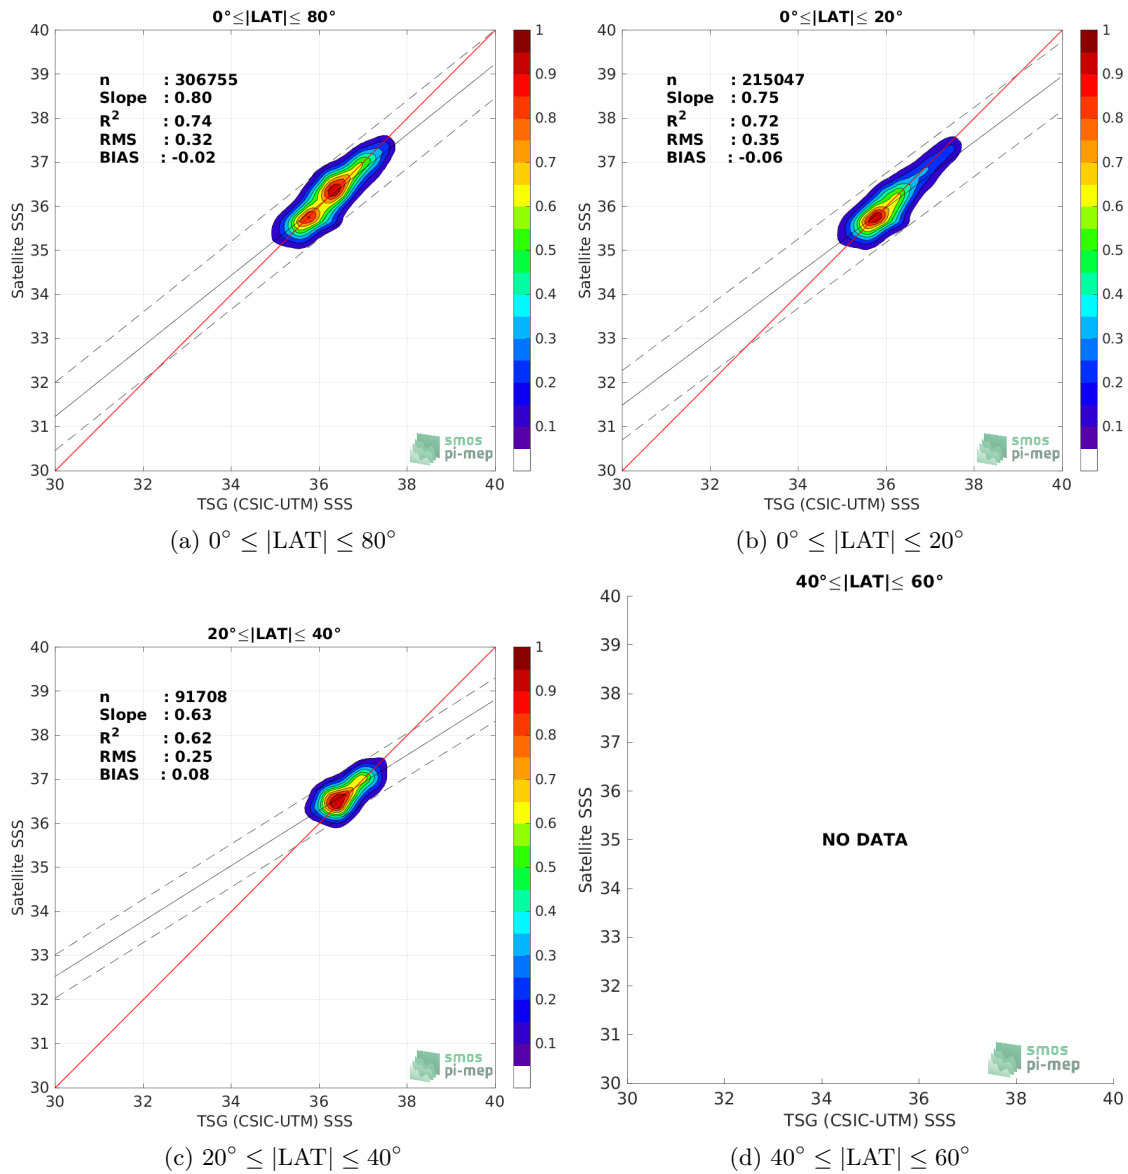 0°≤|LAT|≤ 80°
40
39
38
37
36
35
34
33
32
31
30
30 32 34 36 38 40
Satellite SSS
TSG (CSIC-UTM) SSS
n : 306755
Slope : 0.80
R² : 0.74
RMS : 0.32
BIAS : -0.02
smos
pi-mep
1
0.9
0.8
0.7
0.6
0.5
0.4
0.3
0.2
0.1
(a) 0° ≤ |LAT| ≤ 80°
0°≤|LAT|≤ 20°
40
39
38
37
36
35
34
33
32
31
30
30 32 34 36 38 40
Satellite SSS
TSG (CSIC-UTM) SSS
n : 215047
Slope : 0.75
R² : 0.72
RMS : 0.35
BIAS : -0.06
smos
pi-mep
1
0.9
0.8
0.7
0.6
0.5
0.4
0.3
0.2
0.1
(b) 0° ≤ |LAT| ≤ 20°
20°≤|LAT|≤ 40°
40
39
38
37
36
35
34
33
32
31
30
30 32 34 36 38 40
Satellite SSS
TSG (CSIC-UTM) SSS
n : 91708
Slope : 0.63
R² : 0.62
RMS : 0.25
BIAS : 0.08
smos
pi-mep
1
0.9
0.8
0.7
0.6
0.5
0.4
0.3
0.2
0.1
(c) 20° ≤ |LAT| ≤ 40°
40°≤|LAT|≤ 60°
40
39
38
37
36
35
34
33
32
31
30
30 32 34 36 38 40
Satellite SSS
TSG (CSIC-UTM) SSS
NO DATA
smos
pi-mep
(d) 40° ≤ |LAT| ≤ 60°